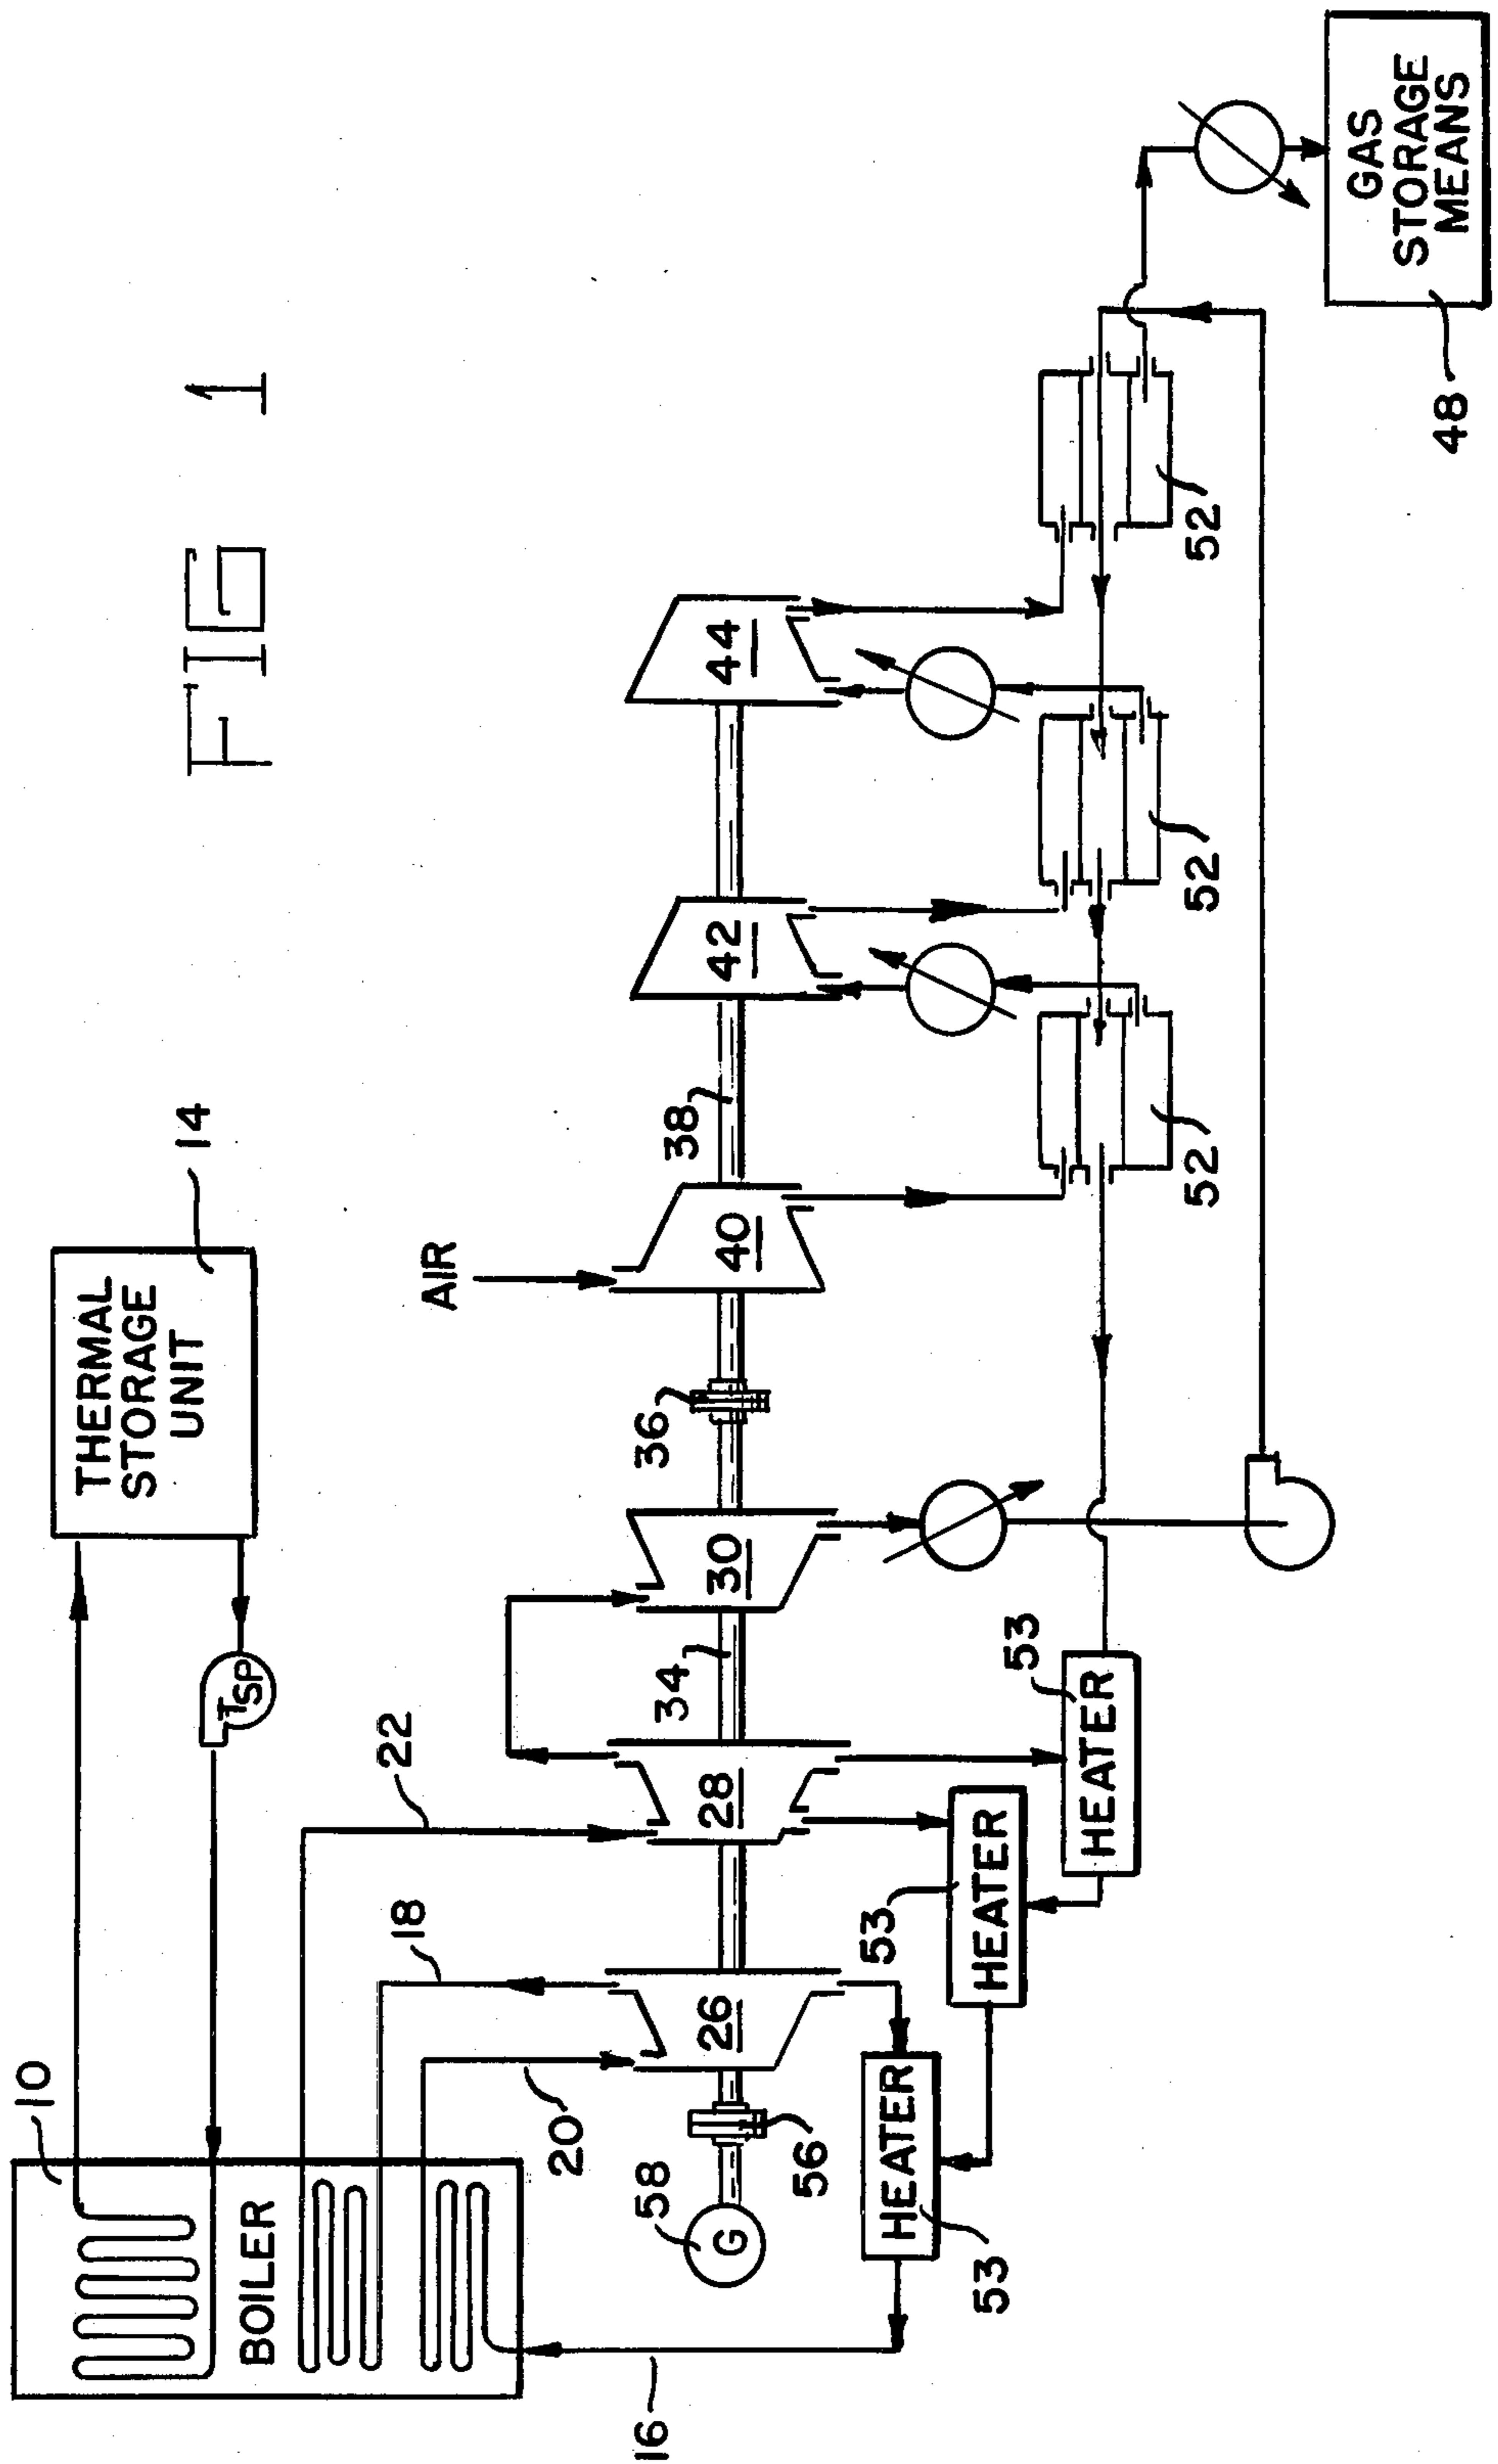 FIG 1
10
BOILER
THERMAL
STORAGE
UNIT
14
TSP
22
18
20
16
AIR
58
G
56
26
28
34
30
36
40
38
42
44
53
HEATER
53
HEATER
53
HEATER
52
52
52
48
GAS
STORAGE
MEANS